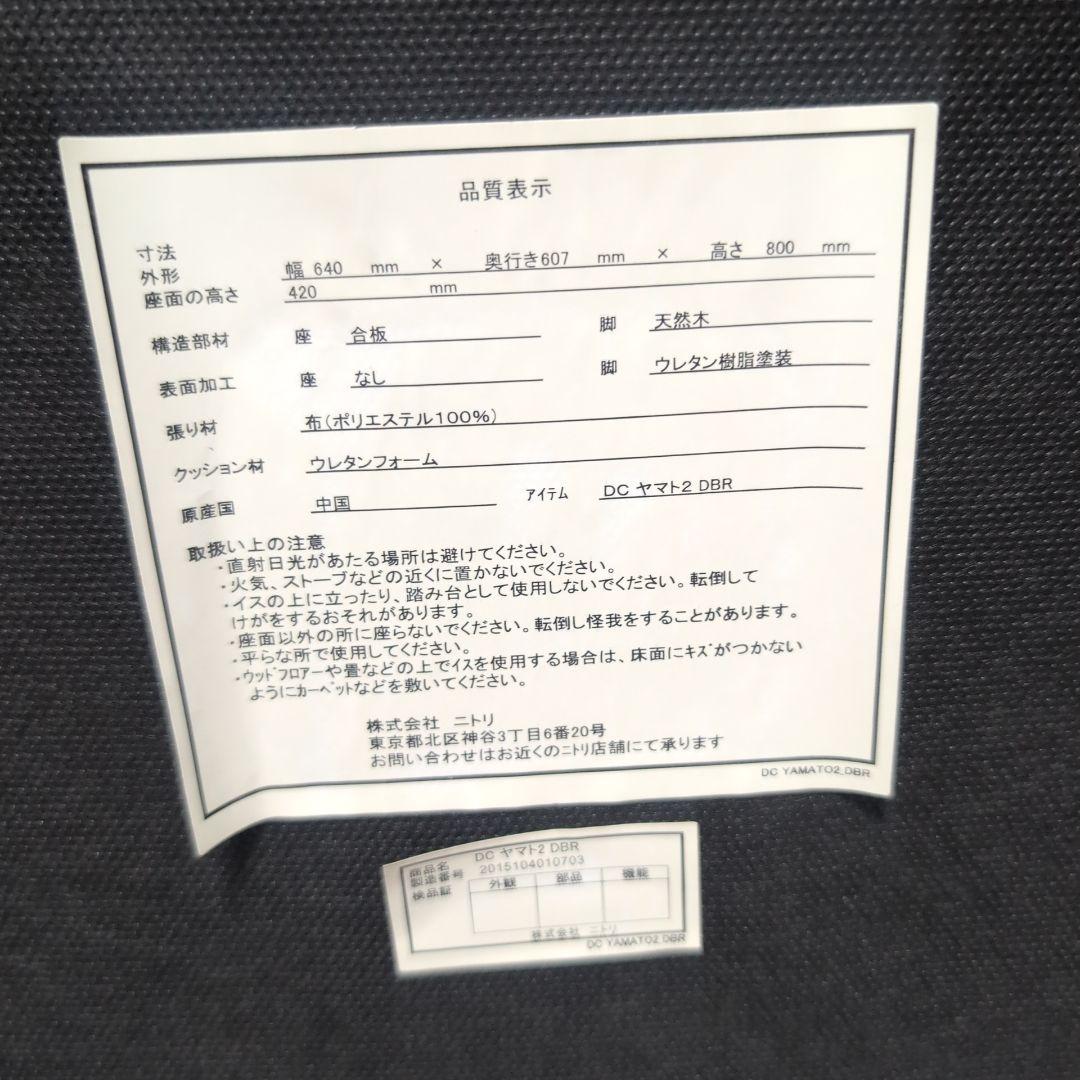 品質表示
寸法
外形 幅 640 mm × 奥行き607 mm × 高さ 800 mm
座面の高さ 420 mm
構造部材 座 合板 脚 天然木
表面加工 座 なし 脚 ウレタン樹脂塗装
張り材 布(ポリエステル100%)
クッション材 ウレタンフォーム
原産国 中国 アイテム DC ヤマト2 DBR
取扱い上の注意
・直射日光があたる場所は避けてください。
・火気、ストーブなどの近くに置かないでください。
・イスの上に立ったり、踏み台として使用しないでください。転倒して
けがをするおそれがあります。
・座面以外の所に座らないでください。転倒し怪我をすることがあります。
・平らな所で使用してください。
・ウッドフロアーや畳などの上でイスを使用する場合は、床面にキズがつかない
ようにカーペットなどを敷いてください。
株式会社 ニトリ
東京都北区神谷3丁目6番20号
お問い合わせはお近くのニトリ店舗にて承ります
DC YAMATO2 DBR
商品名 DC ヤマト2 DBR
製造番号 2015104010703
検品証 外観 部品 機能
株式会社 ニトリ
DC YAMATO2 DBR